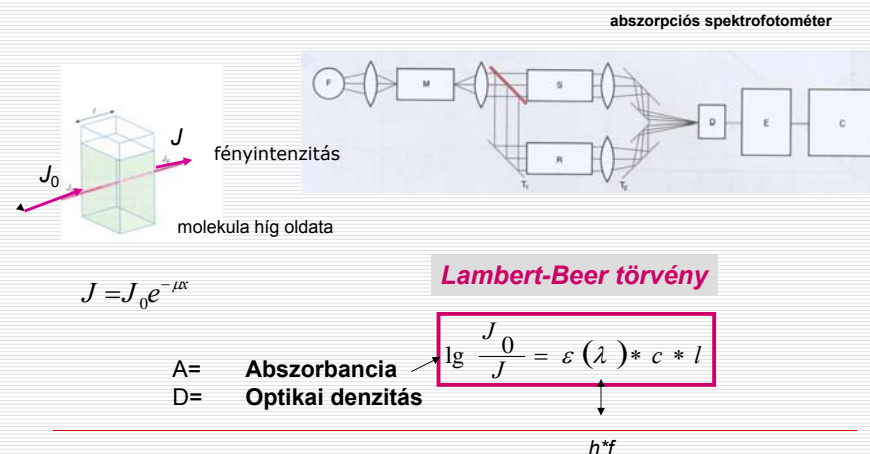 abszorpciós spektrofotométer
F
M
S
D
E
C
R
T₁
T₂
l
J
J₀
fényintenzitás
molekula híg oldata
Lambert-Beer törvény
J = J₀e^{-μx}
lg J₀/J = ε(λ) * c * l
A= Abszorbancia
D= Optikai denzitás
h*f